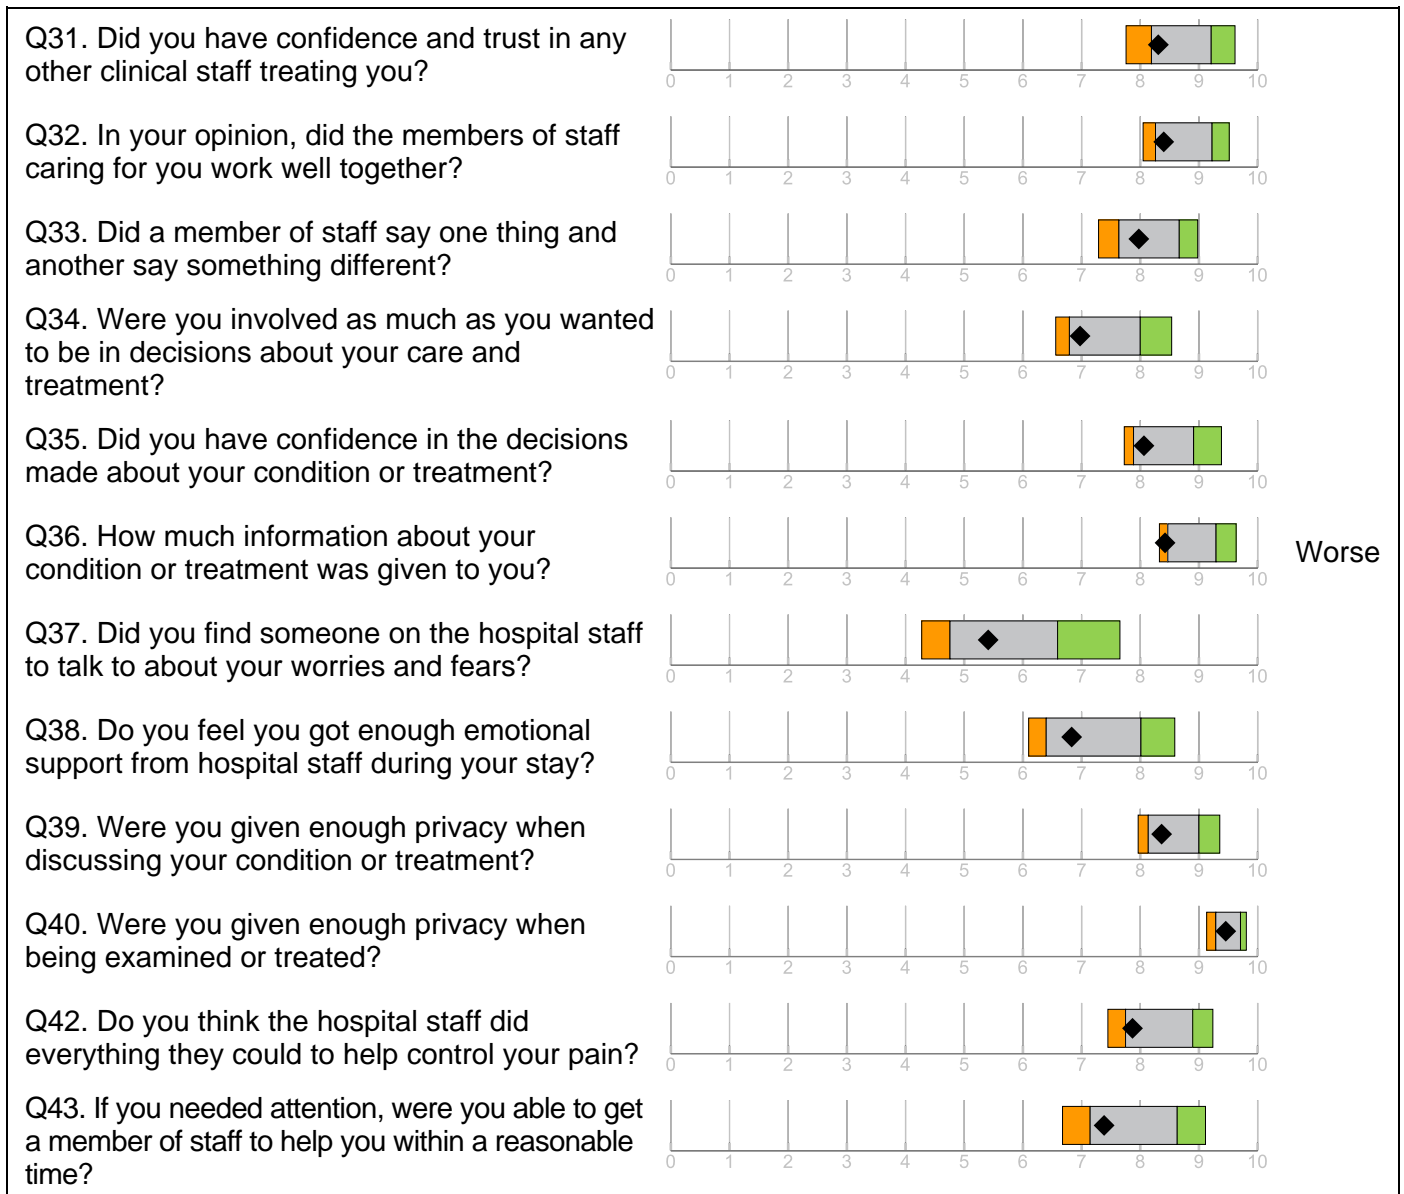 Q31. Did you have confidence and trust in any
other clinical staff treating you?
0 1 2 3 4 5 6 7 8 9 10
Q32. In your opinion, did the members of staff
caring for you work well together?
0 1 2 3 4 5 6 7 8 9 10
Q33. Did a member of staff say one thing and
another say something different?
0 1 2 3 4 5 6 7 8 9 10
Q34. Were you involved as much as you wanted
to be in decisions about your care and
treatment?
0 1 2 3 4 5 6 7 8 9 10
Q35. Did you have confidence in the decisions
made about your condition or treatment?
0 1 2 3 4 5 6 7 8 9 10
Q36. How much information about your
condition or treatment was given to you?
0 1 2 3 4 5 6 7 8 9 10
Worse
Q37. Did you find someone on the hospital staff
to talk to about your worries and fears?
0 1 2 3 4 5 6 7 8 9 10
Q38. Do you feel you got enough emotional
support from hospital staff during your stay?
0 1 2 3 4 5 6 7 8 9 10
Q39. Were you given enough privacy when
discussing your condition or treatment?
0 1 2 3 4 5 6 7 8 9 10
Q40. Were you given enough privacy when
being examined or treated?
0 1 2 3 4 5 6 7 8 9 10
Q42. Do you think the hospital staff did
everything they could to help control your pain?
0 1 2 3 4 5 6 7 8 9 10
Q43. If you needed attention, were you able to get
a member of staff to help you within a reasonable
time?
0 1 2 3 4 5 6 7 8 9 10